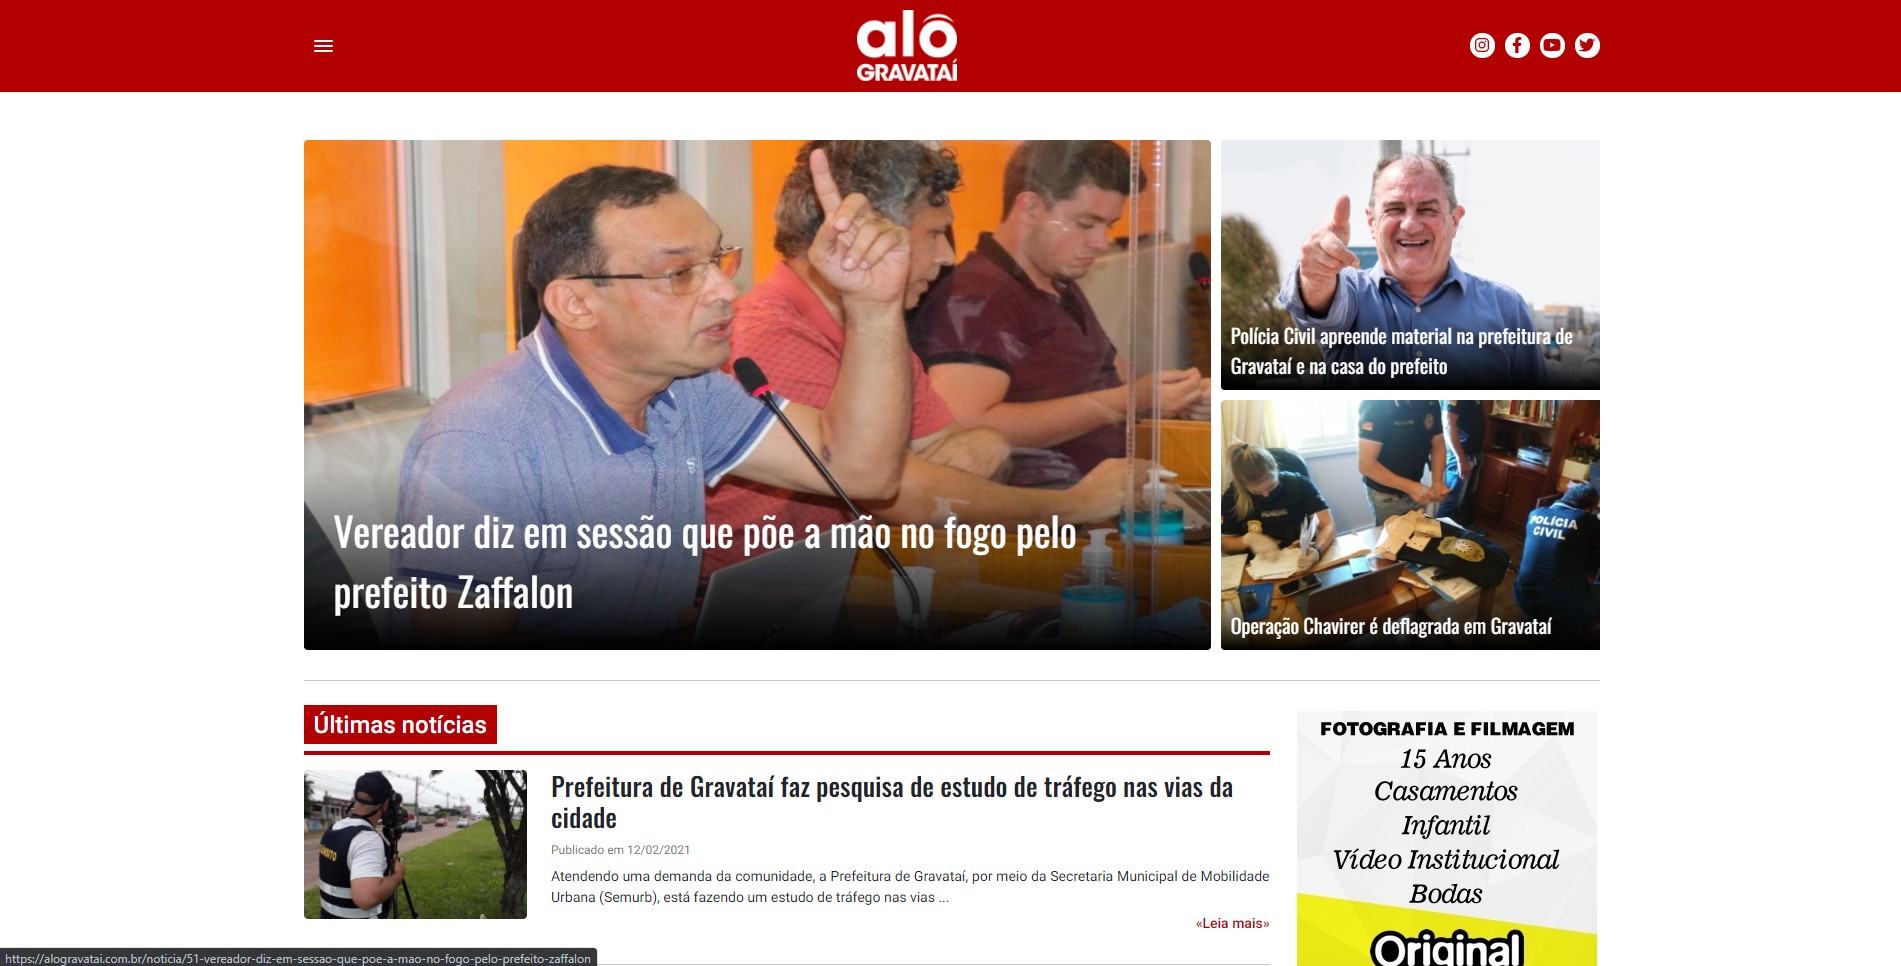 alô
GRAVATAÍ
Vereador diz em sessão que põe a mão no fogo pelo
prefeito Zaffalon
Polícia Civil apreende material na prefeitura de
Gravataí e na casa do prefeito
POLÍCIA
CIVIL
Operação Chavirer é deflagrada em Gravataí
Últimas notícias
Prefeitura de Gravataí faz pesquisa de estudo de tráfego nas vias da
cidade
Publicado em 12/02/2021
Atendendo uma demanda da comunidade, a Prefeitura de Gravataí, por meio da Secretaria Municipal de Mobilidade
Urbana (Semurb), está fazendo um estudo de tráfego nas vias ...
«Leia mais»
FOTOGRAFIA E FILMAGEM
15 Anos
Casamentos
Infantil
Vídeo Institucional
Bodas
Original
https://alogravatai.com.br/noticia/51-vereador-diz-em-sessao-que-poe-a-mao-no-fogo-pelo-prefeito-zaffalon